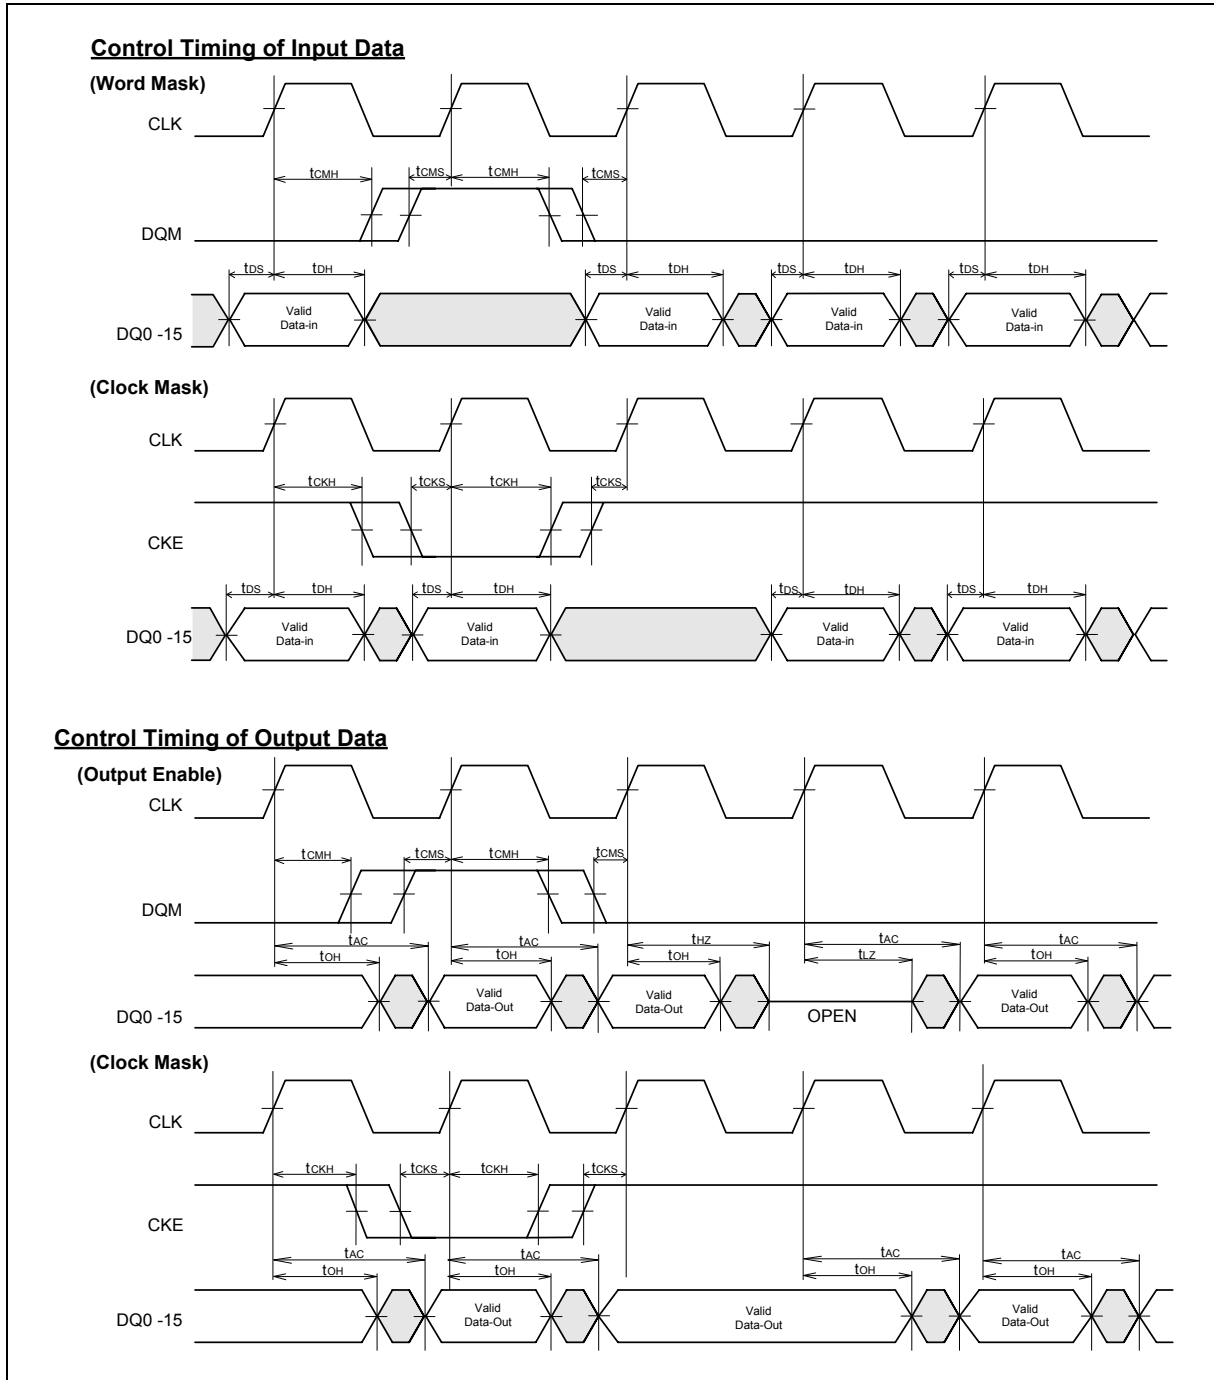 Control Timing of Input Data
(Word Mask)
CLK
tCMH tCMS tCMH tCMS
DQM
tDS tDH tDS tDH tDS tDH tDS tDH
Valid Data-in Valid Data-in Valid Data-in Valid Data-in
DQ0 -15
(Clock Mask)
CLK
tCKH tCKS tCKH tCKS
CKE
tDS tDH tDS tDH tDS tDH tDS tDH
Valid Data-in Valid Data-in Valid Data-in Valid Data-in
DQ0 -15
Control Timing of Output Data
(Output Enable)
CLK
tCMH tCMS tCMH tCMS
DQM
tAC tAC tHZ tAC tAC
tOH tOH tOH tLZ tOH
Valid Data-Out Valid Data-Out Valid Data-Out
DQ0 -15 OPEN
(Clock Mask)
CLK
tCKH tCKS tCKH tCKS
CKE
tAC tAC tAC tAC
tOH tOH tOH tOH
Valid Data-Out Valid Data-Out Valid Data-Out
DQ0 -15